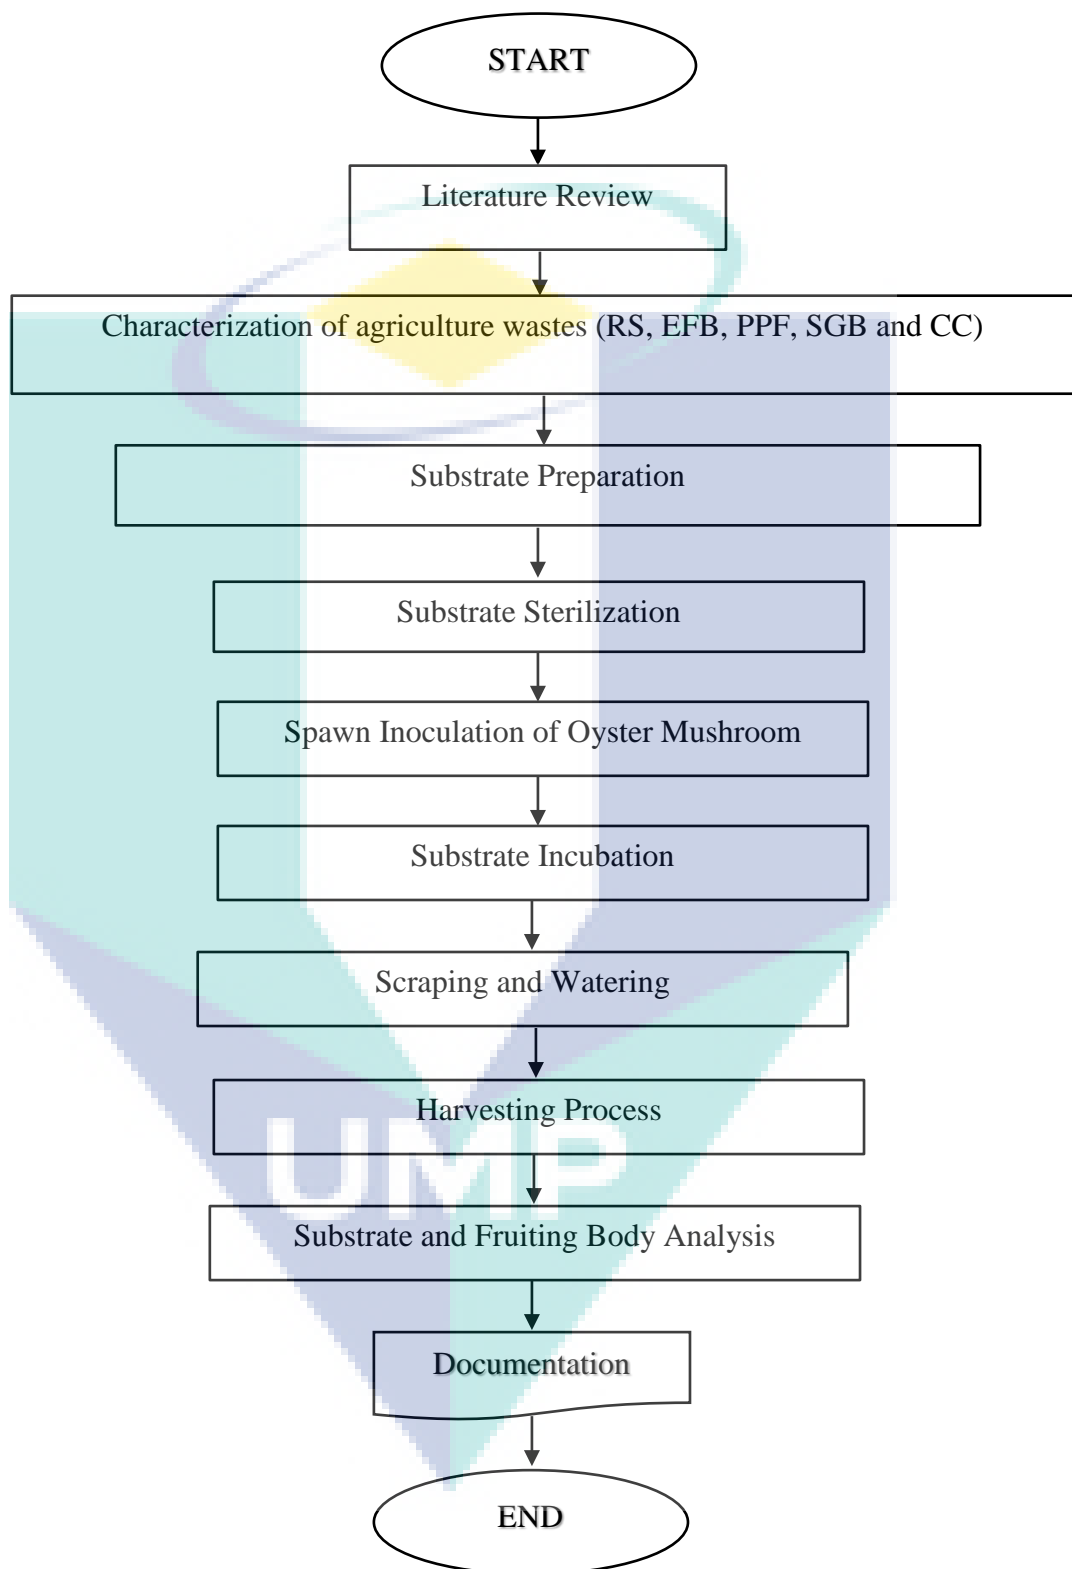 START
Literature Review
Characterization of agriculture wastes (RS, EFB, PPF, SGB and CC)
Substrate Preparation
Substrate Sterilization
Spawn Inoculation of Oyster Mushroom
Substrate Incubation
Scraping and Watering
Harvesting Process
UMP
Substrate and Fruiting Body Analysis
Documentation
END